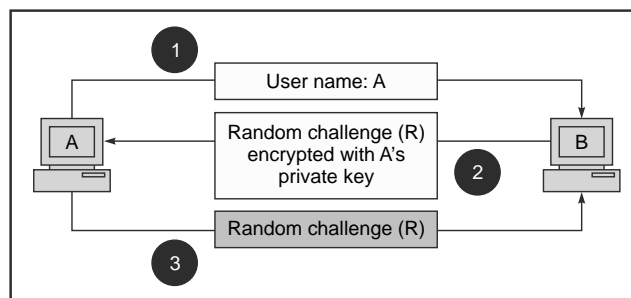 1
User name: A
A
Random challenge (R)
encrypted with A’s
private key
B
2
Random challenge (R)
3